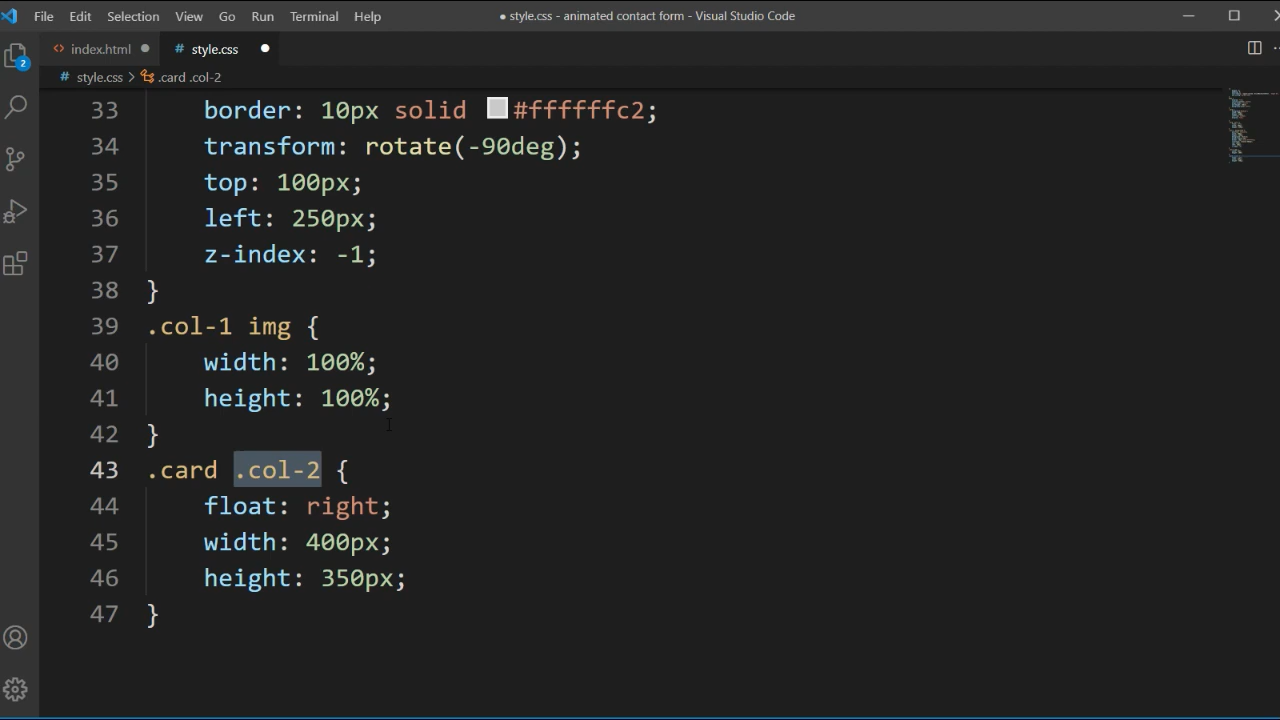 File Edit Selection View Go Run Terminal Help ● style.css - animated contact form - Visual Studio Code
<> index.html ● # style.css ●
2
# style.css > .card .col-2
33 border: 10px solid #ffffffc2;
34 transform: rotate(-90deg);
35 top: 100px;
36 left: 250px;
37 z-index: -1;
38 }
39 .col-1 img {
40 width: 100%;
41 height: 100%;
42 }
43 .card .col-2 {
44 float: right;
45 width: 400px;
46 height: 350px;
47 }